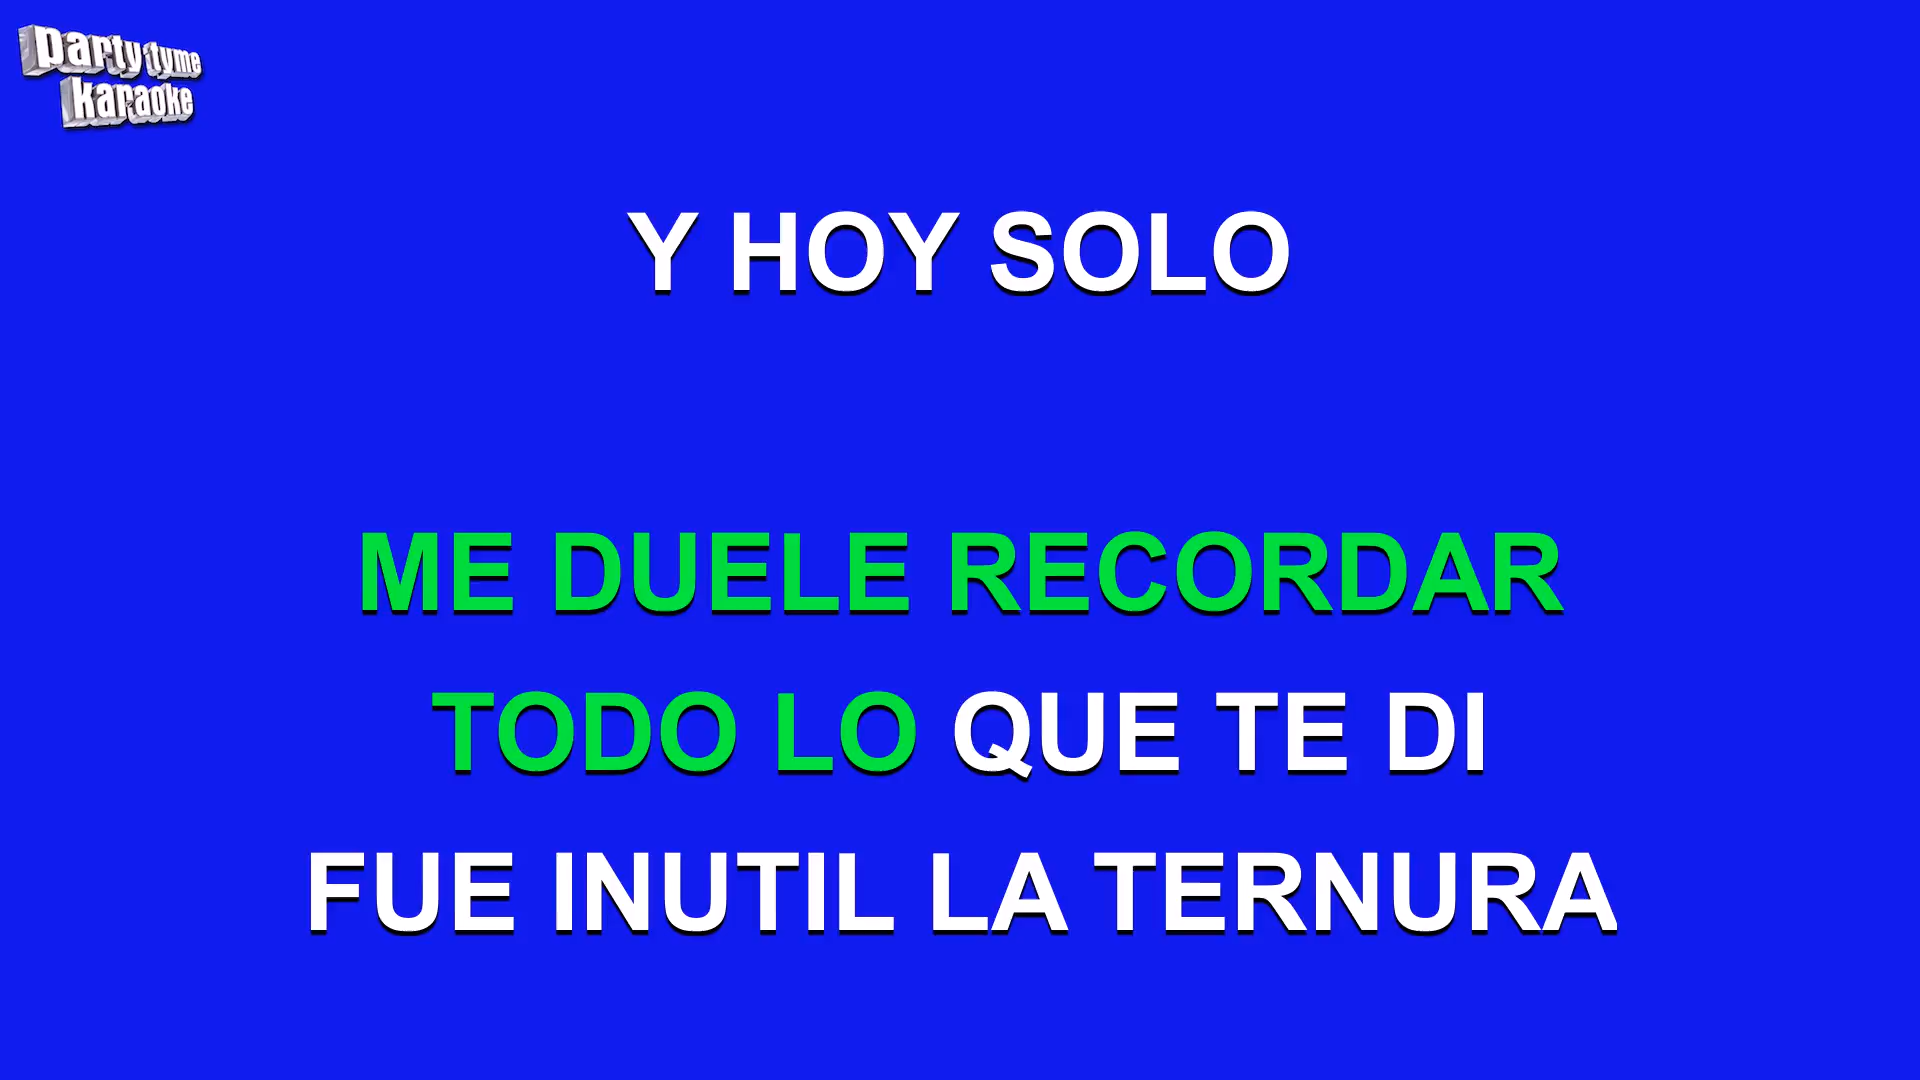 party tyme
karaoke
Y HOY SOLO
ME DUELE RECORDAR
TODO LO QUE TE DI
FUE INUTIL LA TERNURA